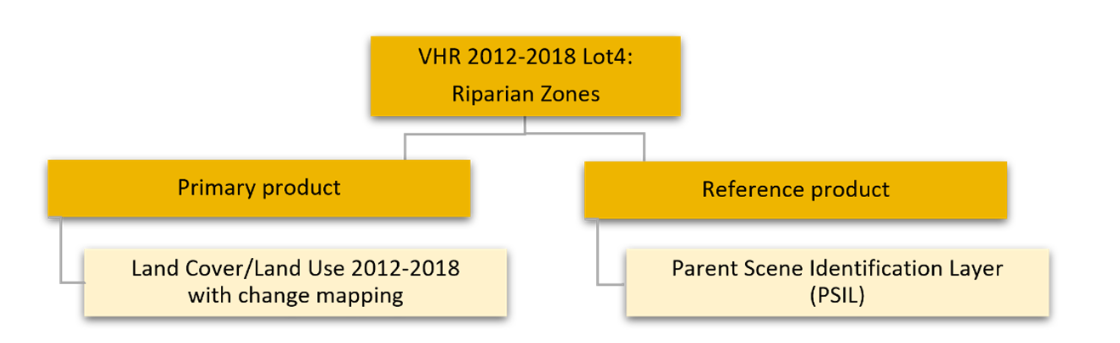 VHR 2012-2018 Lot4:
Riparian Zones
Primary product
Reference product
Land Cover/Land Use 2012-2018
with change mapping
Parent Scene Identification Layer
(PSIL)